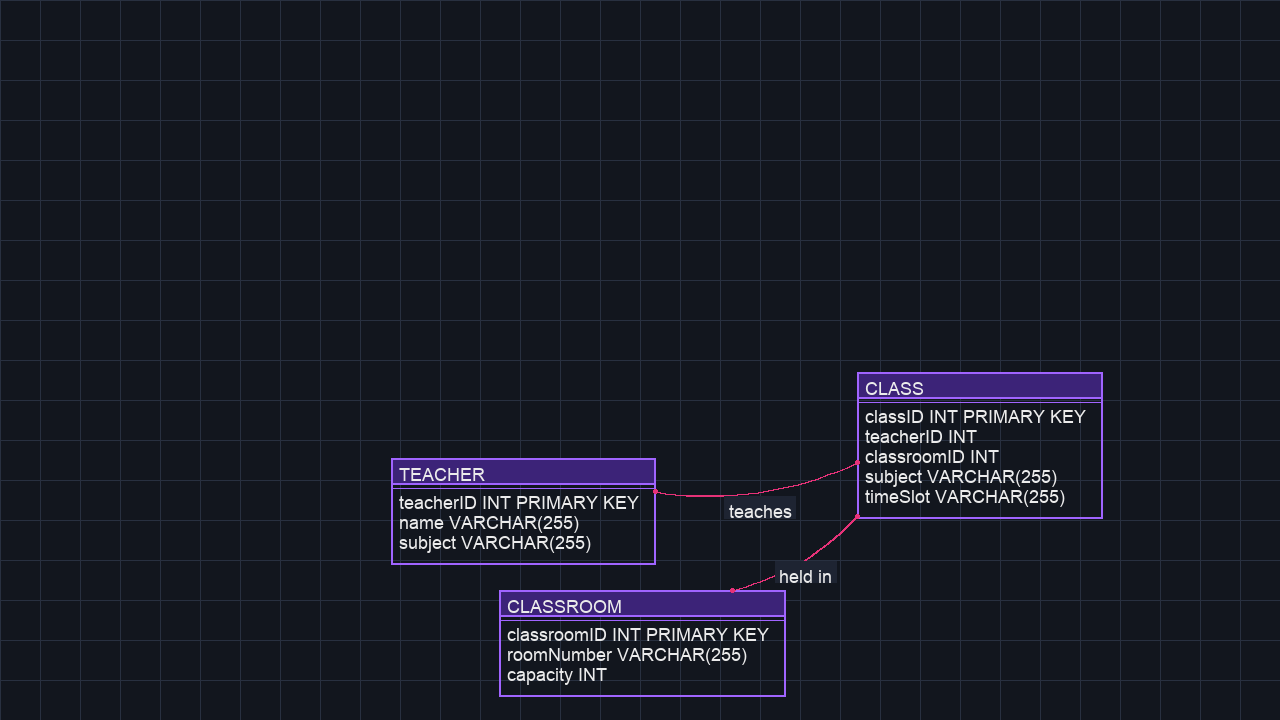 CLASS
classID INT PRIMARY KEY
teacherID INT
classroomID INT
subject VARCHAR(255)
timeSlot VARCHAR(255)
TEACHER
teacherID INT PRIMARY KEY
name VARCHAR(255)
subject VARCHAR(255)
teaches
held in
CLASSROOM
classroomID INT PRIMARY KEY
roomNumber VARCHAR(255)
capacity INT